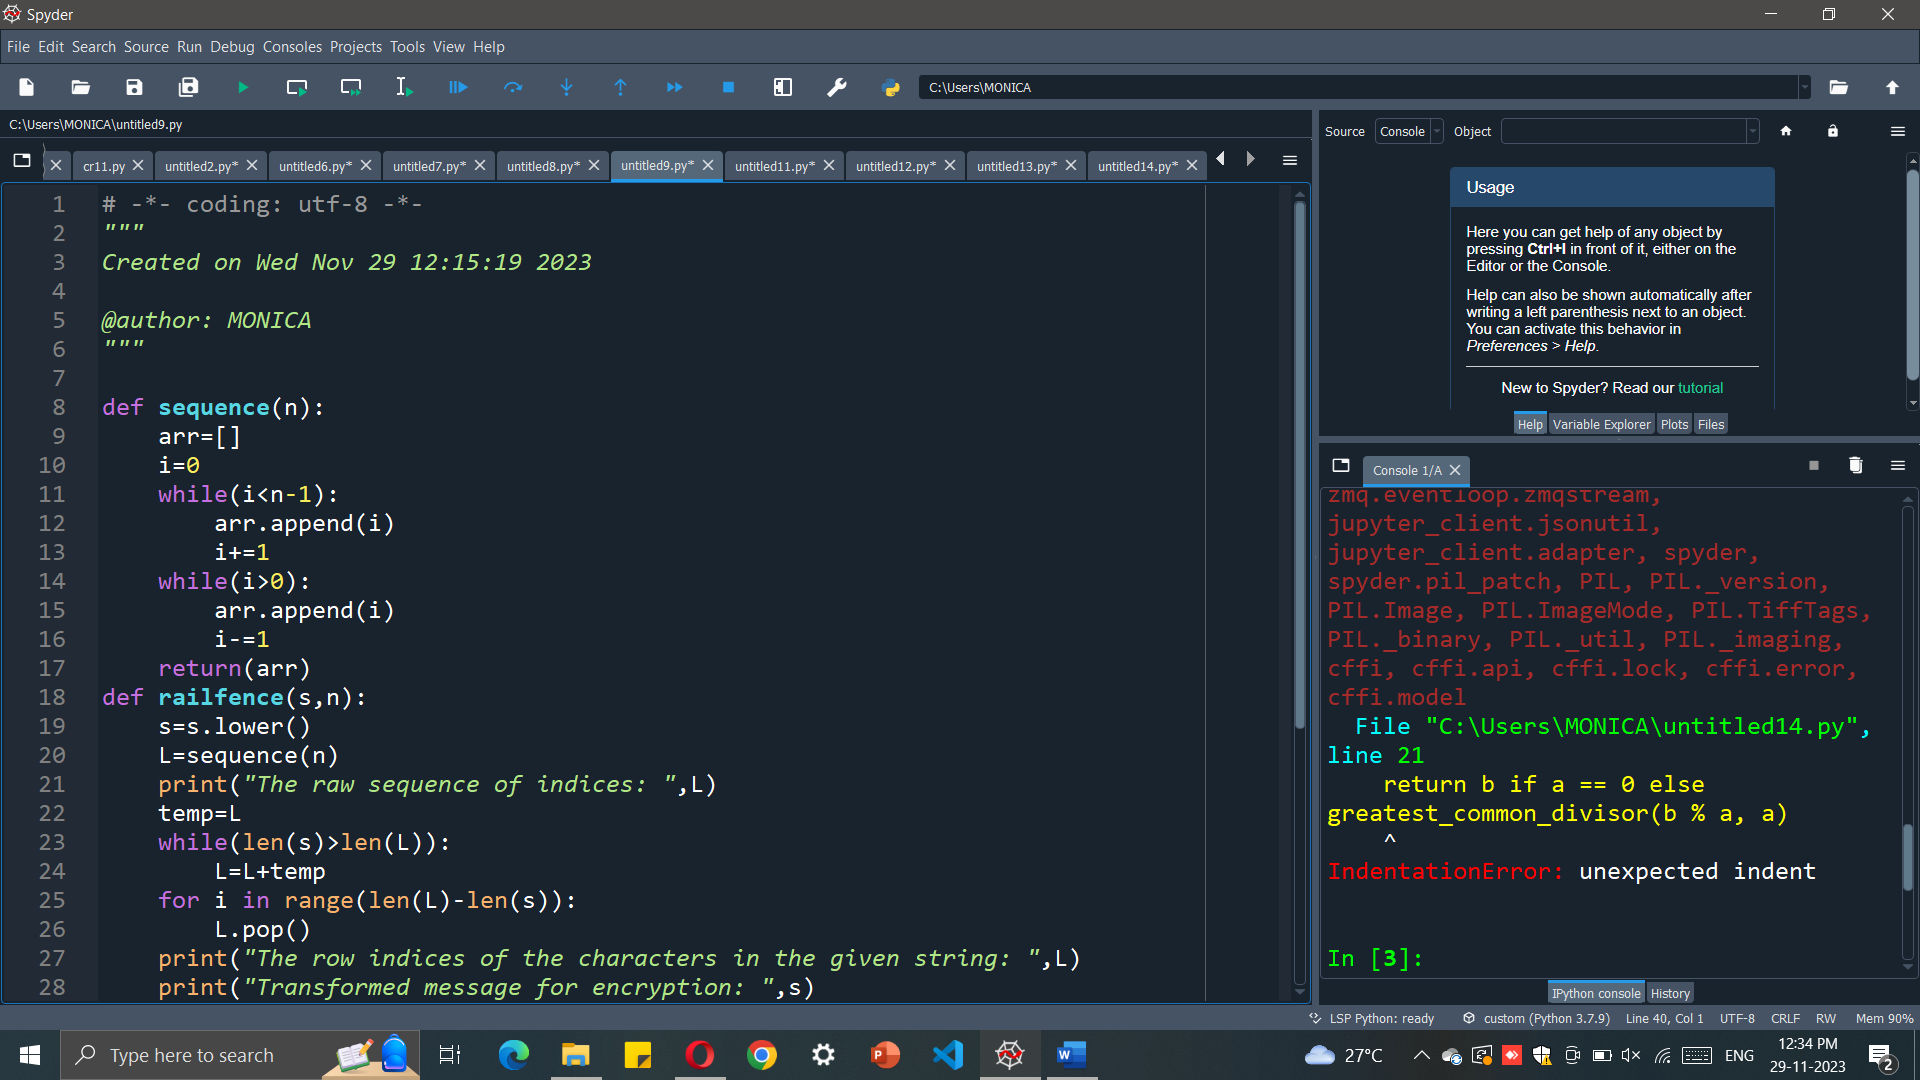 Spyder
File Edit Search Source Run Debug Consoles Projects Tools View Help
C:\Users\MONICA
C:\Users\MONICA\untitled9.py
cr11.py untitled2.py* untitled6.py* untitled7.py* untitled8.py* untitled9.py* untitled11.py* untitled12.py* untitled13.py* untitled14.py*
1 # -*- coding: utf-8 -*-
2 """
3 Created on Wed Nov 29 12:15:19 2023
4
5 @author: MONICA
6 """
7
8 def sequence(n):
9     arr=[]
10     i=0
11     while(i<n-1):
12         arr.append(i)
13         i+=1
14     while(i>0):
15         arr.append(i)
16         i-=1
17     return(arr)
18 def railfence(s,n):
19     s=s.lower()
20     L=sequence(n)
21     print("The raw sequence of indices: ",L)
22     temp=L
23     while(len(s)>len(L)):
24         L=L+temp
25     for i in range(len(L)-len(s)):
26         L.pop()
27     print("The row indices of the characters in the given string: ",L)
28     print("Transformed message for encryption: ",s)
Source Console Object
Usage
Here you can get help of any object by
pressing Ctrl+I in front of it, either on the
Editor or the Console.
Help can also be shown automatically after
writing a left parenthesis next to an object.
You can activate this behavior in
Preferences > Help.
New to Spyder? Read our tutorial
Help Variable Explorer Plots Files
Console 1/A
zmq.eventloop.zmqstream,
jupyter_client.jsonutil,
jupyter_client.adapter, spyder,
spyder.pil_patch, PIL, PIL._version,
PIL.Image, PIL.ImageMode, PIL.TiffTags,
PIL._binary, PIL._util, PIL._imaging,
cffi, cffi.api, cffi.lock, cffi.error,
cffi.model
  File "C:\Users\MONICA\untitled14.py",
line 21
    return b if a == 0 else
greatest_common_divisor(b % a, a)
    ^
IndentationError: unexpected indent
In [3]:
IPython console History
LSP Python: ready custom (Python 3.7.9) Line 40, Col 1 UTF-8 CRLF RW Mem 90%
Type here to search
27°C ENG
12:34 PM
29-11-2023
2